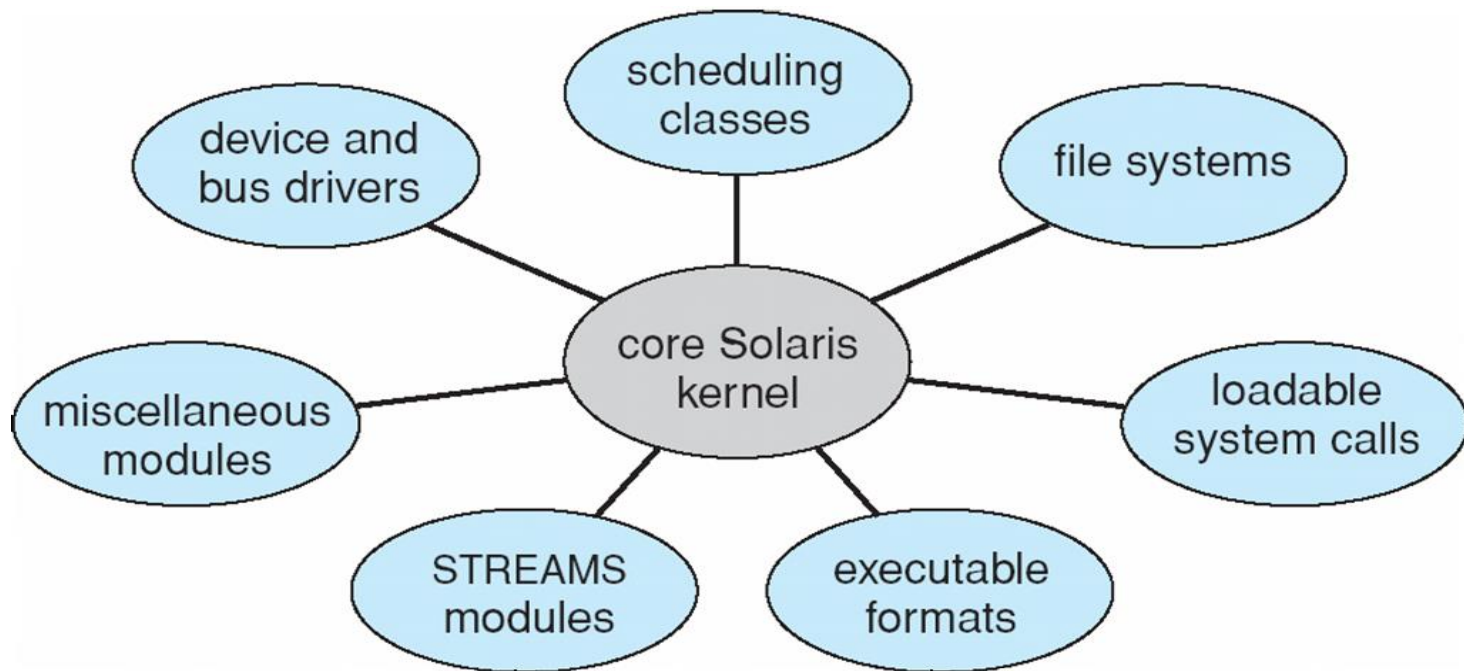 scheduling
classes
device and
bus drivers
file systems
core Solaris
kernel
miscellaneous
modules
loadable
system calls
STREAMS
modules
executable
formats